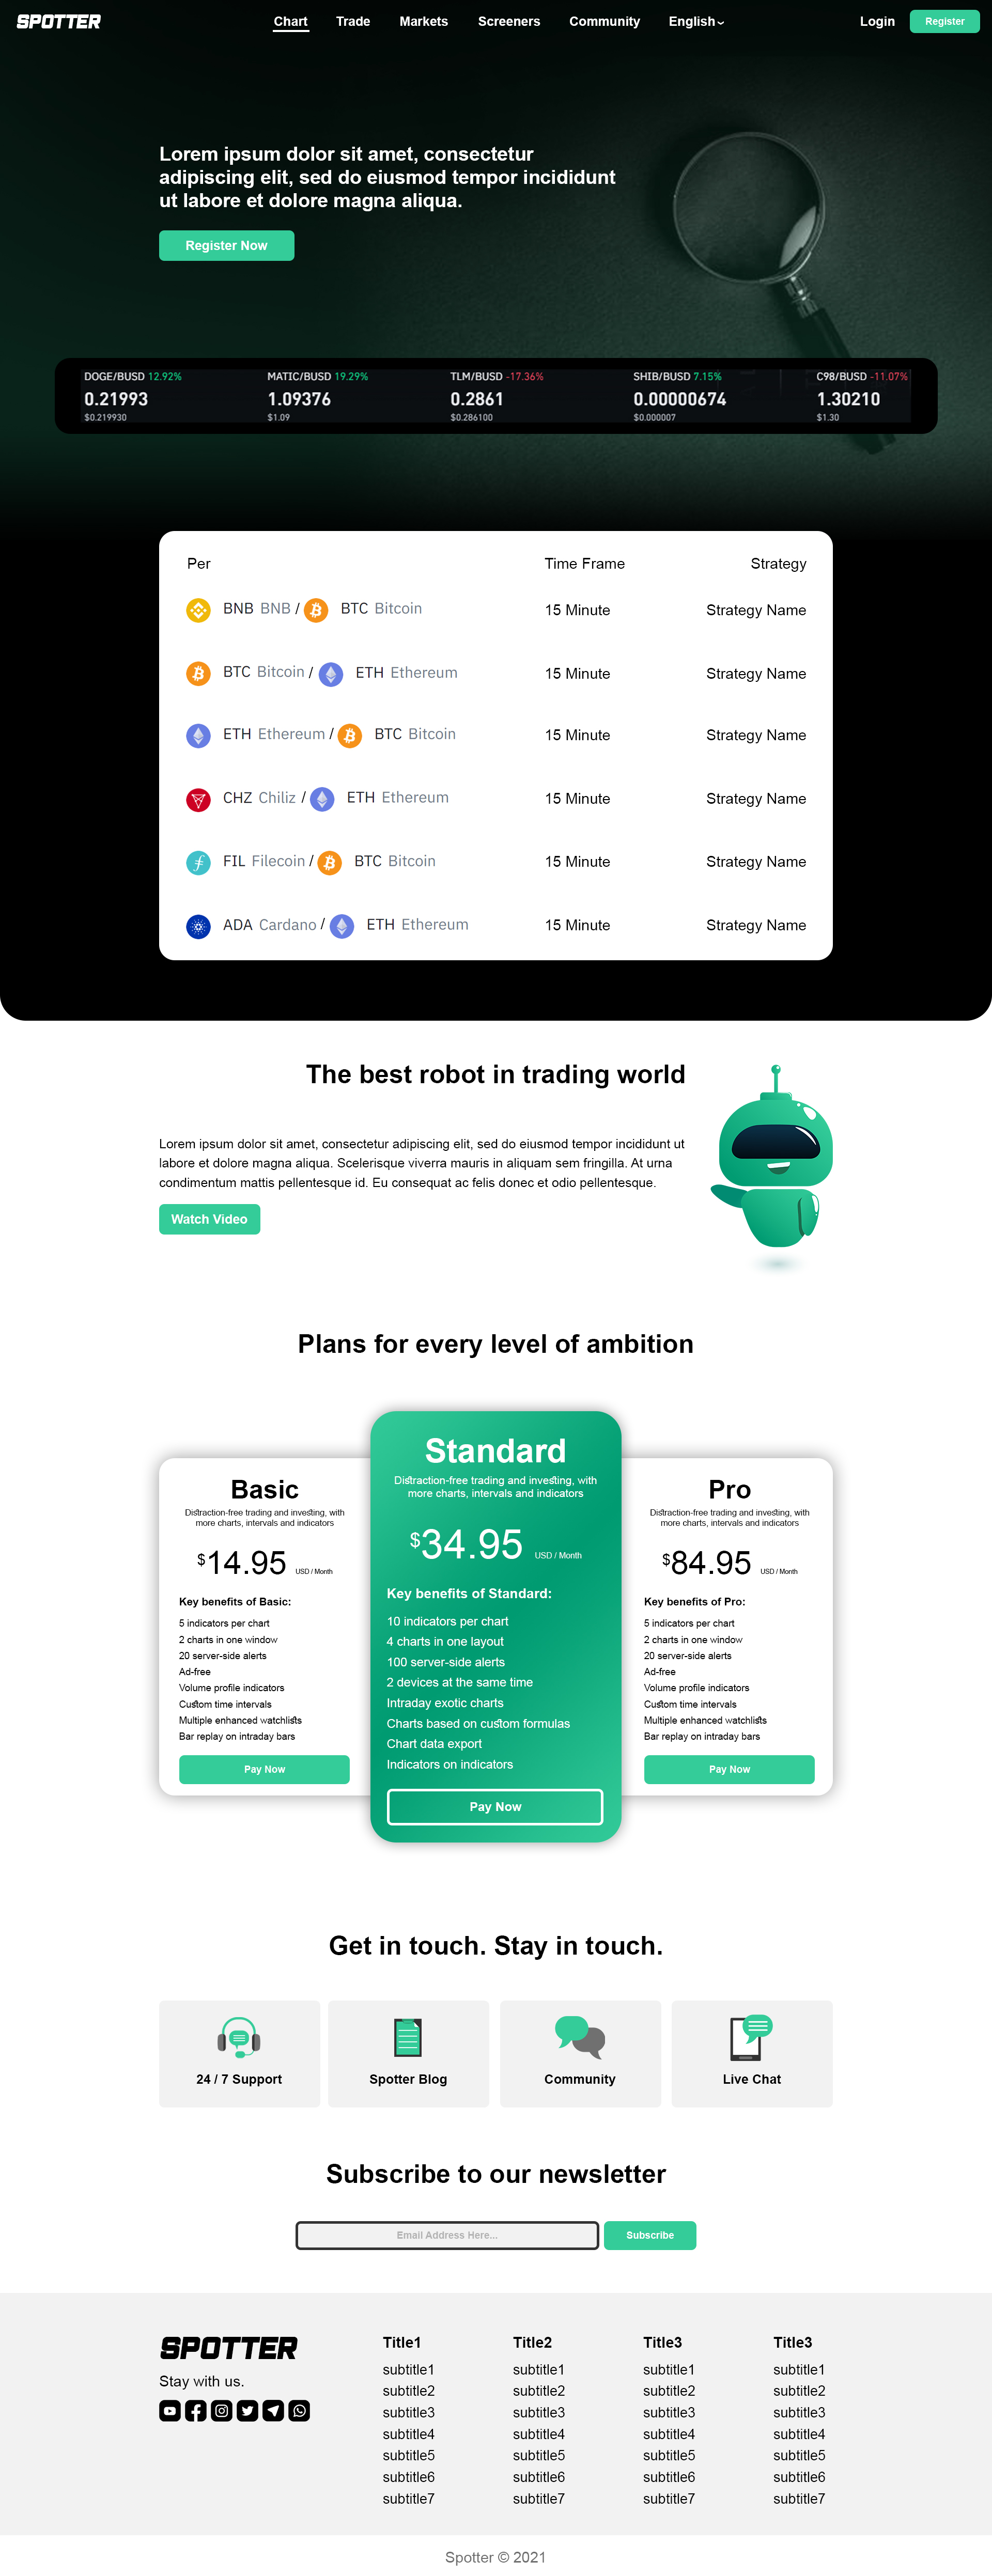 SPOTTER
Chart Trade Markets Screeners Community English
Login Register
Lorem ipsum dolor sit amet, consectetur
adipiscing elit, sed do eiusmod tempor incididunt
ut labore et dolore magna aliqua.
Register Now
DOGE/BUSD 12.92% MATIC/BUSD 19.29% TLM/BUSD -17.36% SHIB/BUSD 7.15% C98/BUSD -11.07%
0.21993 1.09376 0.2861 0.00000674 1.30210
$0.219930 $1.09 $0.286100 $0.000007 $1.30
Per Time Frame Strategy
BNB BNB / BTC Bitcoin 15 Minute Strategy Name
BTC Bitcoin / ETH Ethereum 15 Minute Strategy Name
ETH Ethereum / BTC Bitcoin 15 Minute Strategy Name
CHZ Chiliz / ETH Ethereum 15 Minute Strategy Name
FIL Filecoin / BTC Bitcoin 15 Minute Strategy Name
ADA Cardano / ETH Ethereum 15 Minute Strategy Name
The best robot in trading world
Lorem ipsum dolor sit amet, consectetur adipiscing elit, sed do eiusmod tempor incididunt ut
labore et dolore magna aliqua. Scelerisque viverra mauris in aliquam sem fringilla. At urna
condimentum mattis pellentesque id. Eu consequat ac felis donec et odio pellentesque.
Watch Video
Plans for every level of ambition
Basic
Distraction-free trading and investing, with
more charts, intervals and indicators
$14.95 USD / Month
Key benefits of Basic:
5 indicators per chart
2 charts in one window
20 server-side alerts
Ad-free
Volume profile indicators
Custom time intervals
Multiple enhanced watchlists
Bar replay on intraday bars
Pay Now
Standard
Distraction-free trading and investing, with
more charts, intervals and indicators
$34.95 USD / Month
Key benefits of Standard:
10 indicators per chart
4 charts in one layout
100 server-side alerts
2 devices at the same time
Intraday exotic charts
Charts based on custom formulas
Chart data export
Indicators on indicators
Pay Now
Pro
Distraction-free trading and investing, with
more charts, intervals and indicators
$84.95 USD / Month
Key benefits of Pro:
5 indicators per chart
2 charts in one window
20 server-side alerts
Ad-free
Volume profile indicators
Custom time intervals
Multiple enhanced watchlists
Bar replay on intraday bars
Pay Now
Get in touch. Stay in touch.
24 / 7 Support
Spotter Blog
Community
Live Chat
Subscribe to our newsletter
Email Address Here...
Subscribe
SPOTTER
Stay with us.
Title1
subtitle1
subtitle2
subtitle3
subtitle4
subtitle5
subtitle6
subtitle7
Title2
subtitle1
subtitle2
subtitle3
subtitle4
subtitle5
subtitle6
subtitle7
Title3
subtitle1
subtitle2
subtitle3
subtitle4
subtitle5
subtitle6
subtitle7
Title3
subtitle1
subtitle2
subtitle3
subtitle4
subtitle5
subtitle6
subtitle7
Spotter © 2021